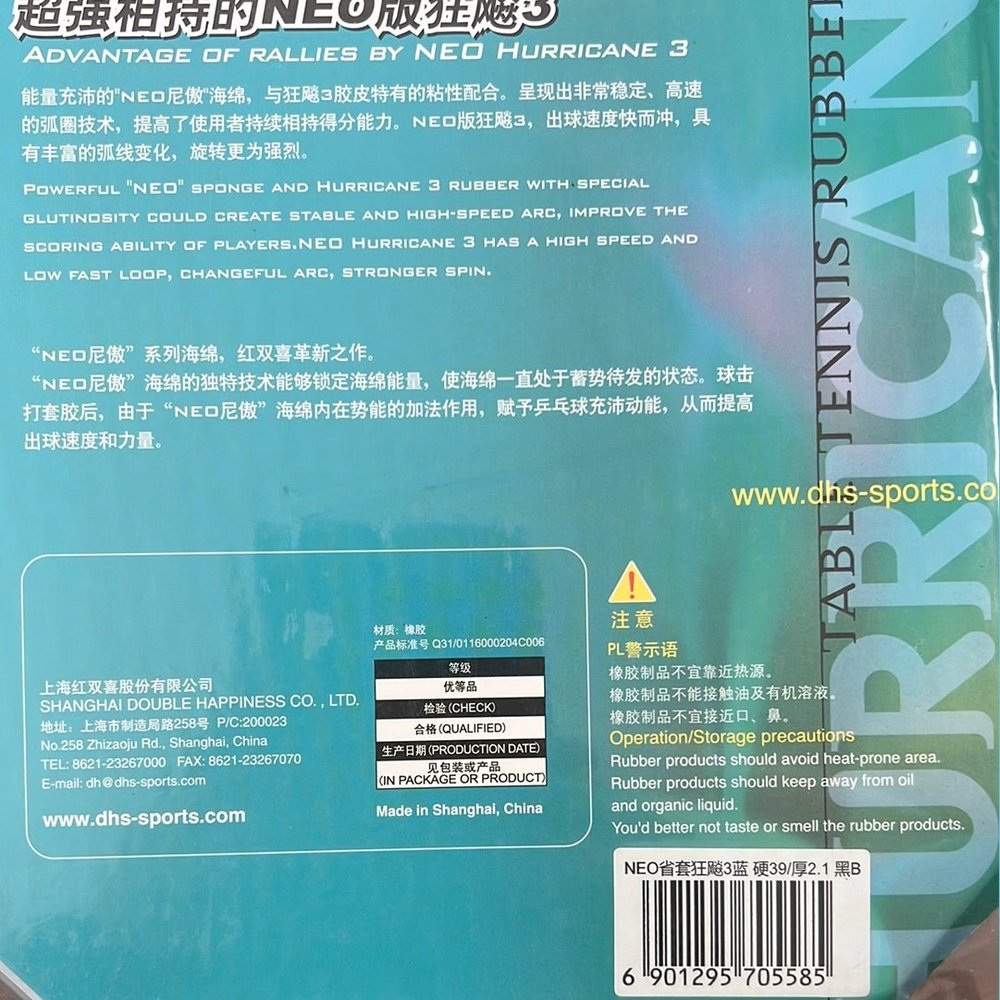 超强相持的NEO版狂飚3
ADVANTAGE OF RALLIES BY NEO HURRICANE 3
能量充沛的"NEO尼傲"海绵，与狂飚3胶皮特有的粘性配合。呈现出非常稳定、高速
的弧圈技术，提高了使用者持续相持得分能力。NEO版狂飚3，出球速度快而冲，具
有丰富的弧线变化，旋转更为强烈。
POWERFUL "NEO" SPONGE AND HURRICANE 3 RUBBER WITH SPECIAL
GLUTINOSITY COULD CREATE STABLE AND HIGH-SPEED ARC, IMPROVE THE
SCORING ABILITY OF PLAYERS.NEO HURRICANE 3 HAS A HIGH SPEED AND
LOW FAST LOOP, CHANGEFUL ARC, STRONGER SPIN.
“NEO尼傲”系列海绵，红双喜革新之作。
“NEO尼傲”海绵的独特技术能够锁定海绵能量，使海绵一直处于蓄势待发的状态。球击
打套胶后，由于“NEO尼傲”海绵内在势能的加法作用，赋予乒乓球充沛动能，从而提高
出球速度和力量。
TABLE TENNIS RUBBER
HURRICAN
www.dhs-sports.co
材质：橡胶
产品标准号 Q31/0116000204C006
等级
优等品
检验(CHECK)
合格(QUALIFIED)
生产日期(PRODUCTION DATE)
见包装或产品
(IN PACKAGE OR PRODUCT)
Made in Shanghai, China
上海红双喜股份有限公司
SHANGHAI DOUBLE HAPPINESS CO., LTD.
地址：上海市制造局路258号 P/C:200023
No.258 Zhizaoju Rd., Shanghai, China
TEL: 8621-23267000 FAX: 8621-23267070
E-mail: dh@dhs-sports.com
www.dhs-sports.com
注意
PL警示语
橡胶制品不宜靠近热源。
橡胶制品不能接触油及有机溶液。
橡胶制品不宜接近口、鼻。
Operation/Storage precautions
Rubber products should avoid heat-prone area.
Rubber products should keep away from oil
and organic liquid.
You'd better not taste or smell the rubber products.
NEO省套狂飚3蓝 硬39/厚2.1 黑B
6 901295 705585